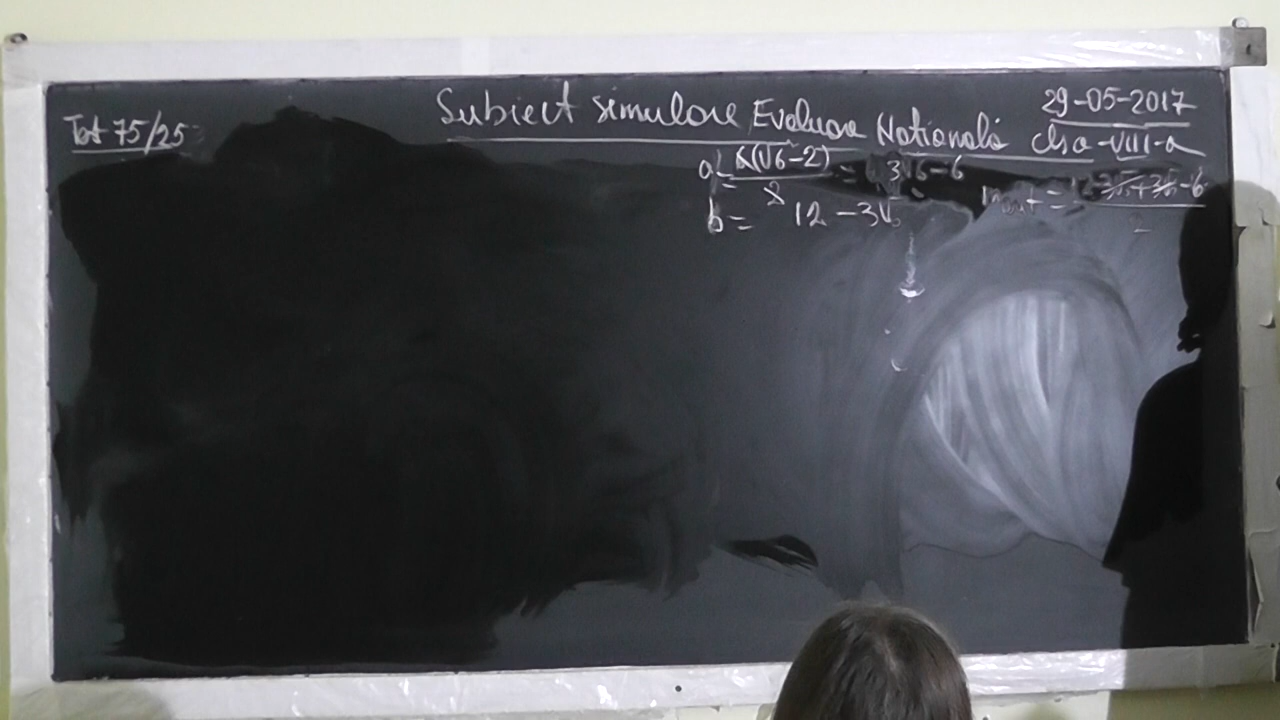 Tot 75/25
Subiect simulare Evaluare Națională
29-05-2017
clsa-VIII-a
a = 6(√6-2) / 2 = 3√6-6
b = 12 - 3√6